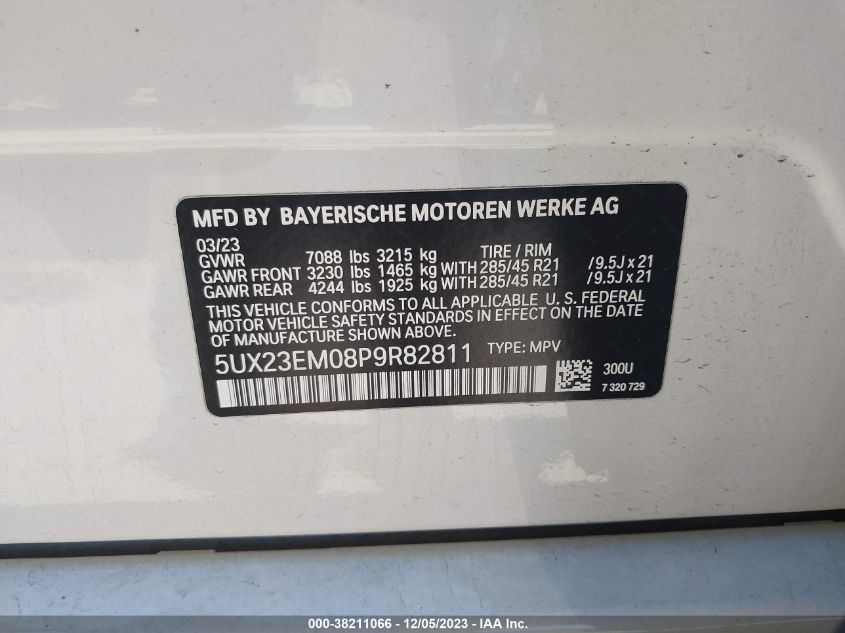 MFD BY BAYERISCHE MOTOREN WERKE AG
03/23 TIRE / RIM
GVWR 7088 lbs 3215 kg
GAWR FRONT 3230 lbs 1465 kg WITH 285/45 R21 /9.5J x 21
GAWR REAR 4244 lbs 1925 kg WITH 285/45 R21 /9.5J x 21
THIS VEHICLE CONFORMS TO ALL APPLICABLE U. S. FEDERAL
MOTOR VEHICLE SAFETY STANDARDS IN EFFECT ON THE DATE
OF MANUFACTURE SHOWN ABOVE.
5UX23EM08P9R82811 TYPE: MPV
300U
7 320 729
000-38211066 - 12/05/2023 - IAA Inc.